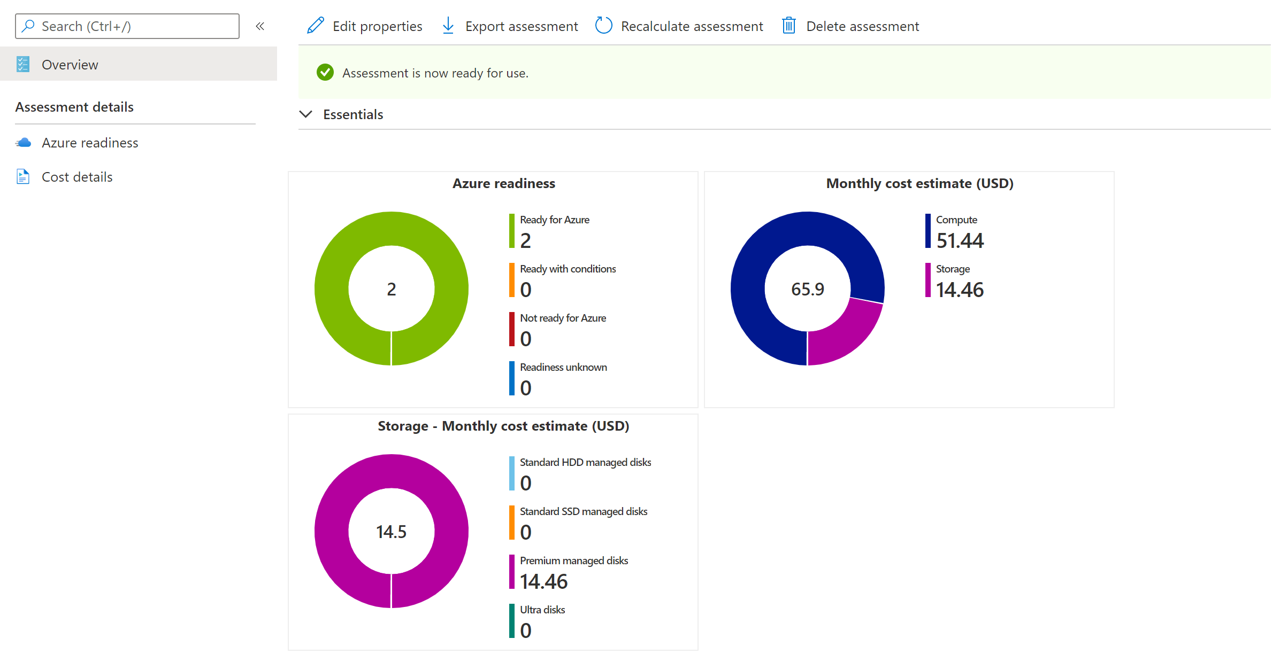 Search (Ctrl+/)
«
Edit properties
Export assessment
Recalculate assessment
Delete assessment
Overview
Assessment details
Azure readiness
Cost details
Assessment is now ready for use.
Essentials
Azure readiness
2
Ready for Azure
2
Ready with conditions
0
Not ready for Azure
0
Readiness unknown
0
Monthly cost estimate (USD)
65.9
Compute
51.44
Storage
14.46
Storage - Monthly cost estimate (USD)
14.5
Standard HDD managed disks
0
Standard SSD managed disks
0
Premium managed disks
14.46
Ultra disks
0